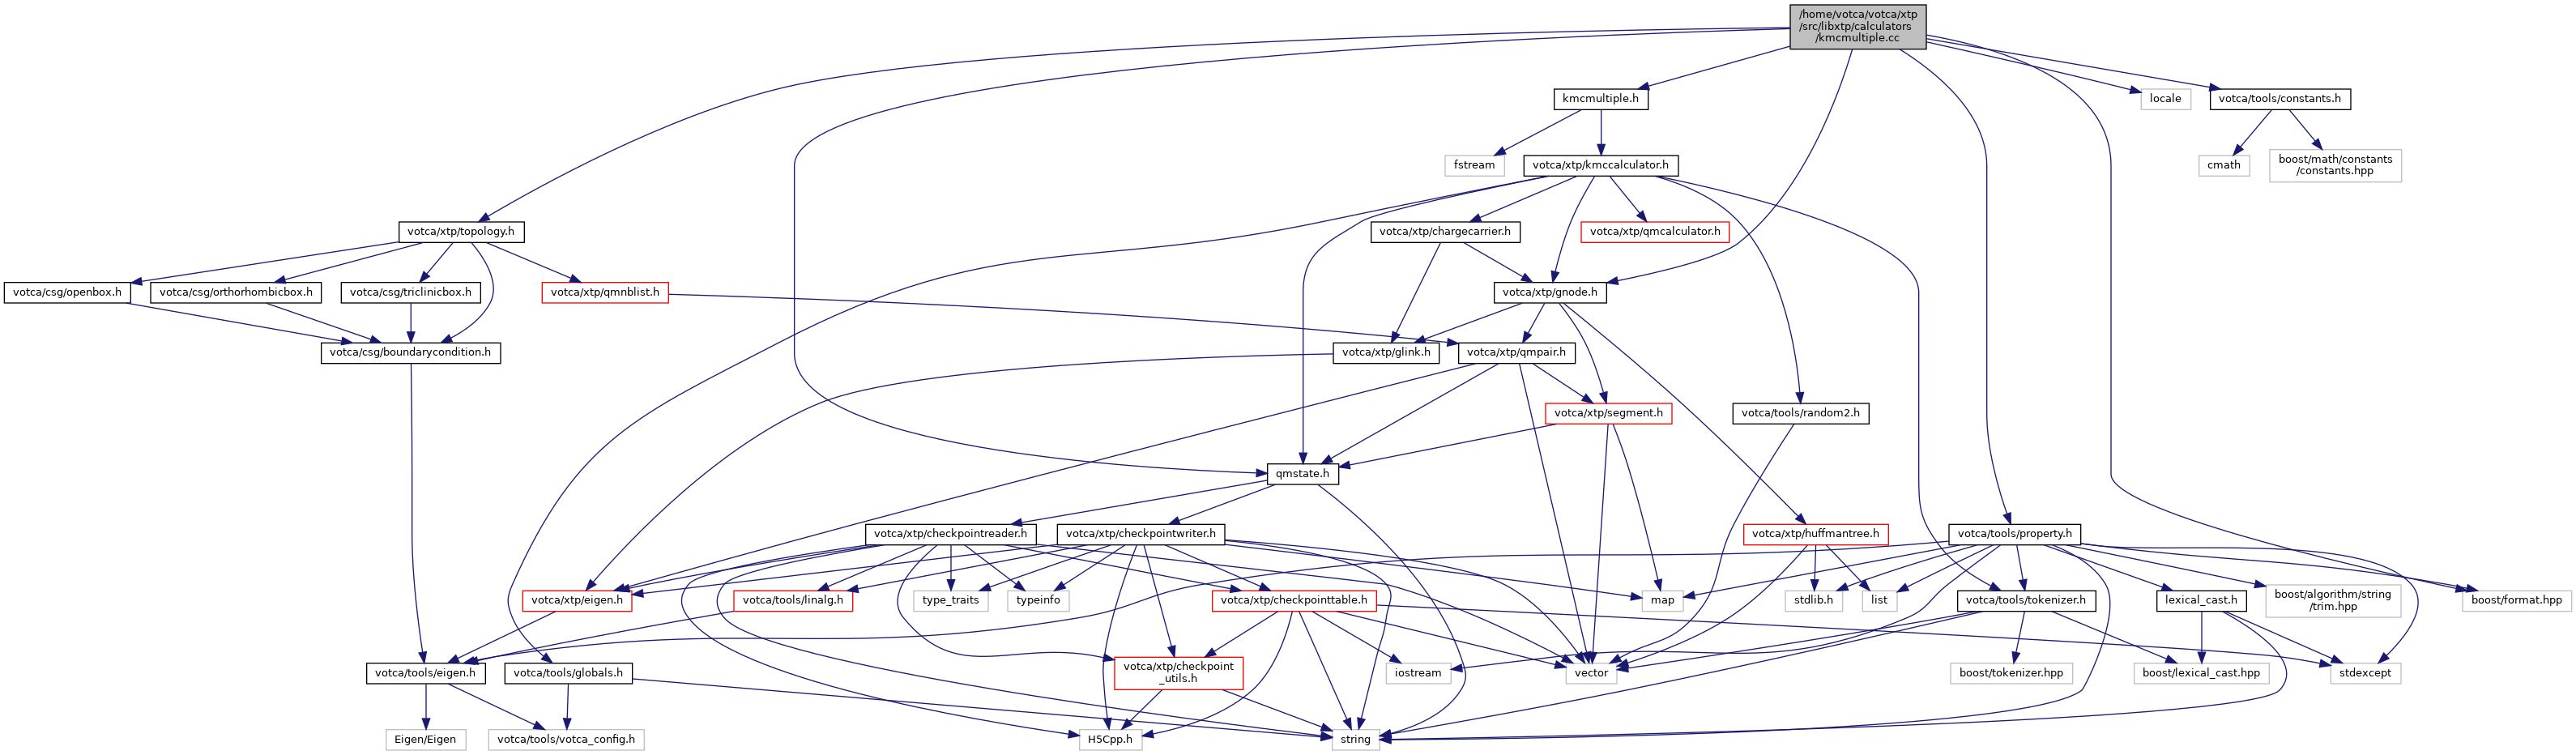 /home/votca/votca/xtp
/src/libxtp/calculators
/kmcmultiple.cc
kmcmultiple.h
locale
votca/tools/constants.h
fstream
votca/xtp/kmccalculator.h
cmath
boost/math/constants
/constants.hpp
votca/xtp/topology.h
votca/xtp/chargecarrier.h
votca/xtp/qmcalculator.h
votca/csg/openbox.h
votca/csg/orthorhombicbox.h
votca/csg/triclinicbox.h
votca/xtp/qmnblist.h
votca/xtp/gnode.h
votca/csg/boundarycondition.h
votca/xtp/glink.h
votca/xtp/qmpair.h
votca/xtp/segment.h
votca/tools/random2.h
qmstate.h
votca/xtp/checkpointreader.h
votca/xtp/checkpointwriter.h
votca/xtp/huffmantree.h
votca/tools/property.h
votca/xtp/eigen.h
votca/tools/linalg.h
type_traits
typeinfo
votca/xtp/checkpointtable.h
map
stdlib.h
list
votca/tools/tokenizer.h
lexical_cast.h
boost/algorithm/string
/trim.hpp
boost/format.hpp
votca/tools/eigen.h
votca/tools/globals.h
votca/xtp/checkpoint
_utils.h
iostream
vector
boost/tokenizer.hpp
boost/lexical_cast.hpp
stdexcept
Eigen/Eigen
votca/tools/votca_config.h
H5Cpp.h
string